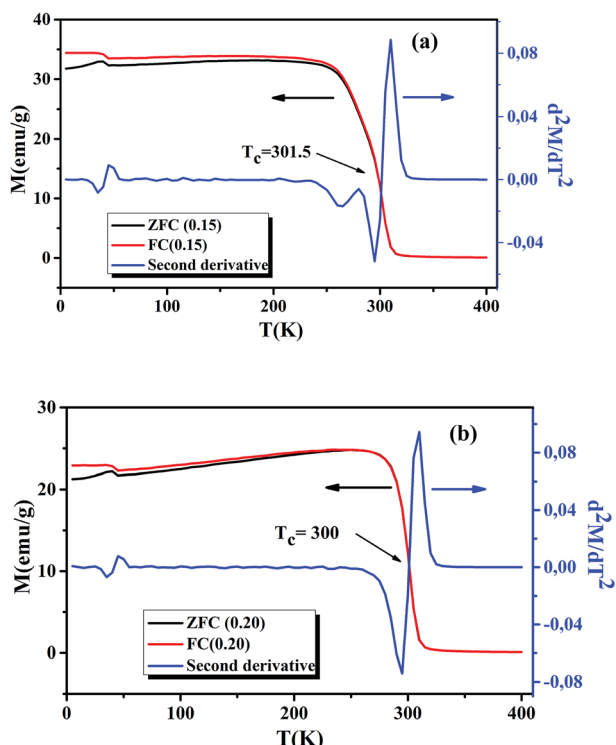 (a)
M(emu/g)
40
30
20
10
0
0,08
0,04
0,00
-0,04
d²M/dT²
T_c=301.5
ZFC (0.15)
FC(0.15)
Second derivative
0 100 200 300 400
T(K)
(b)
M(emu/g)
30
20
10
0
0,08
0,04
0,00
-0,04
-0,08
d²M/dT²
T_c= 300
ZFC (0.20)
FC(0.20)
Second derivative
0 100 200 300 400
T(K)